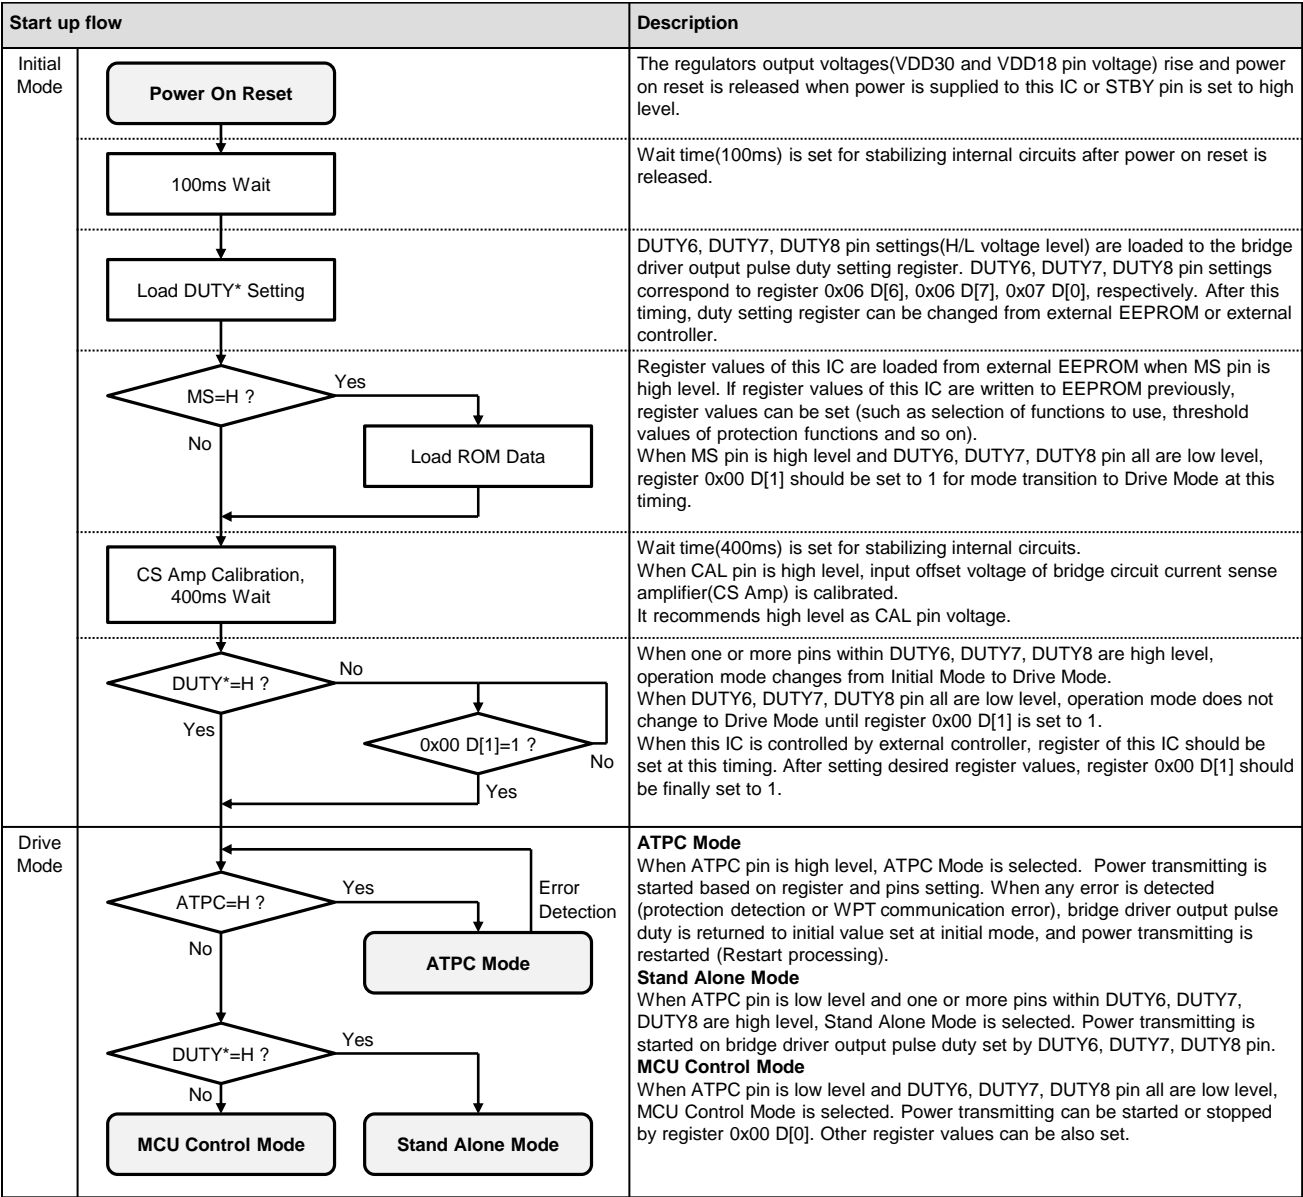 Start up flow
Description
Initial
Mode
Power On Reset
The regulators output voltages(VDD30 and VDD18 pin voltage) rise and power
on reset is released when power is supplied to this IC or STBY pin is set to high
level.
100ms Wait
Wait time(100ms) is set for stabilizing internal circuits after power on reset is
released.
Load DUTY* Setting
DUTY6, DUTY7, DUTY8 pin settings(H/L voltage level) are loaded to the bridge
driver output pulse duty setting register. DUTY6, DUTY7, DUTY8 pin settings
correspond to register 0x06 D[6], 0x06 D[7], 0x07 D[0], respectively. After this
timing, duty setting register can be changed from external EEPROM or external
controller.
MS=H ?
Yes
No
Load ROM Data
Register values of this IC are loaded from external EEPROM when MS pin is
high level. If register values of this IC are written to EEPROM previously,
register values can be set (such as selection of functions to use, threshold
values of protection functions and so on).
When MS pin is high level and DUTY6, DUTY7, DUTY8 pin all are low level,
register 0x00 D[1] should be set to 1 for mode transition to Drive Mode at this
timing.
CS Amp Calibration,
400ms Wait
Wait time(400ms) is set for stabilizing internal circuits.
When CAL pin is high level, input offset voltage of bridge circuit current sense
amplifier(CS Amp) is calibrated.
It recommends high level as CAL pin voltage.
DUTY*=H ?
No
Yes
0x00 D[1]=1 ?
No
Yes
When one or more pins within DUTY6, DUTY7, DUTY8 are high level,
operation mode changes from Initial Mode to Drive Mode.
When DUTY6, DUTY7, DUTY8 pin all are low level, operation mode does not
change to Drive Mode until register 0x00 D[1] is set to 1.
When this IC is controlled by external controller, register of this IC should be
set at this timing. After setting desired register values, register 0x00 D[1] should
be finally set to 1.
Drive
Mode
ATPC=H ?
Yes
No
Error
Detection
ATPC Mode
DUTY*=H ?
Yes
No
MCU Control Mode
Stand Alone Mode
ATPC Mode
When ATPC pin is high level, ATPC Mode is selected.  Power transmitting is
started based on register and pins setting. When any error is detected
(protection detection or WPT communication error), bridge driver output pulse
duty is returned to initial value set at initial mode, and power transmitting is
restarted (Restart processing).
Stand Alone Mode
When ATPC pin is low level and one or more pins within DUTY6, DUTY7,
DUTY8 are high level, Stand Alone Mode is selected. Power transmitting is
started on bridge driver output pulse duty set by DUTY6, DUTY7, DUTY8 pin.
MCU Control Mode
When ATPC pin is low level and DUTY6, DUTY7, DUTY8 pin all are low level,
MCU Control Mode is selected. Power transmitting can be started or stopped
by register 0x00 D[0]. Other register values can be also set.